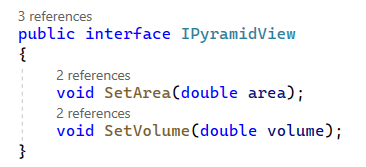 3 references
public interface IPyramidView
{
2 references
void SetArea(double area);
2 references
void SetVolume(double volume);
}